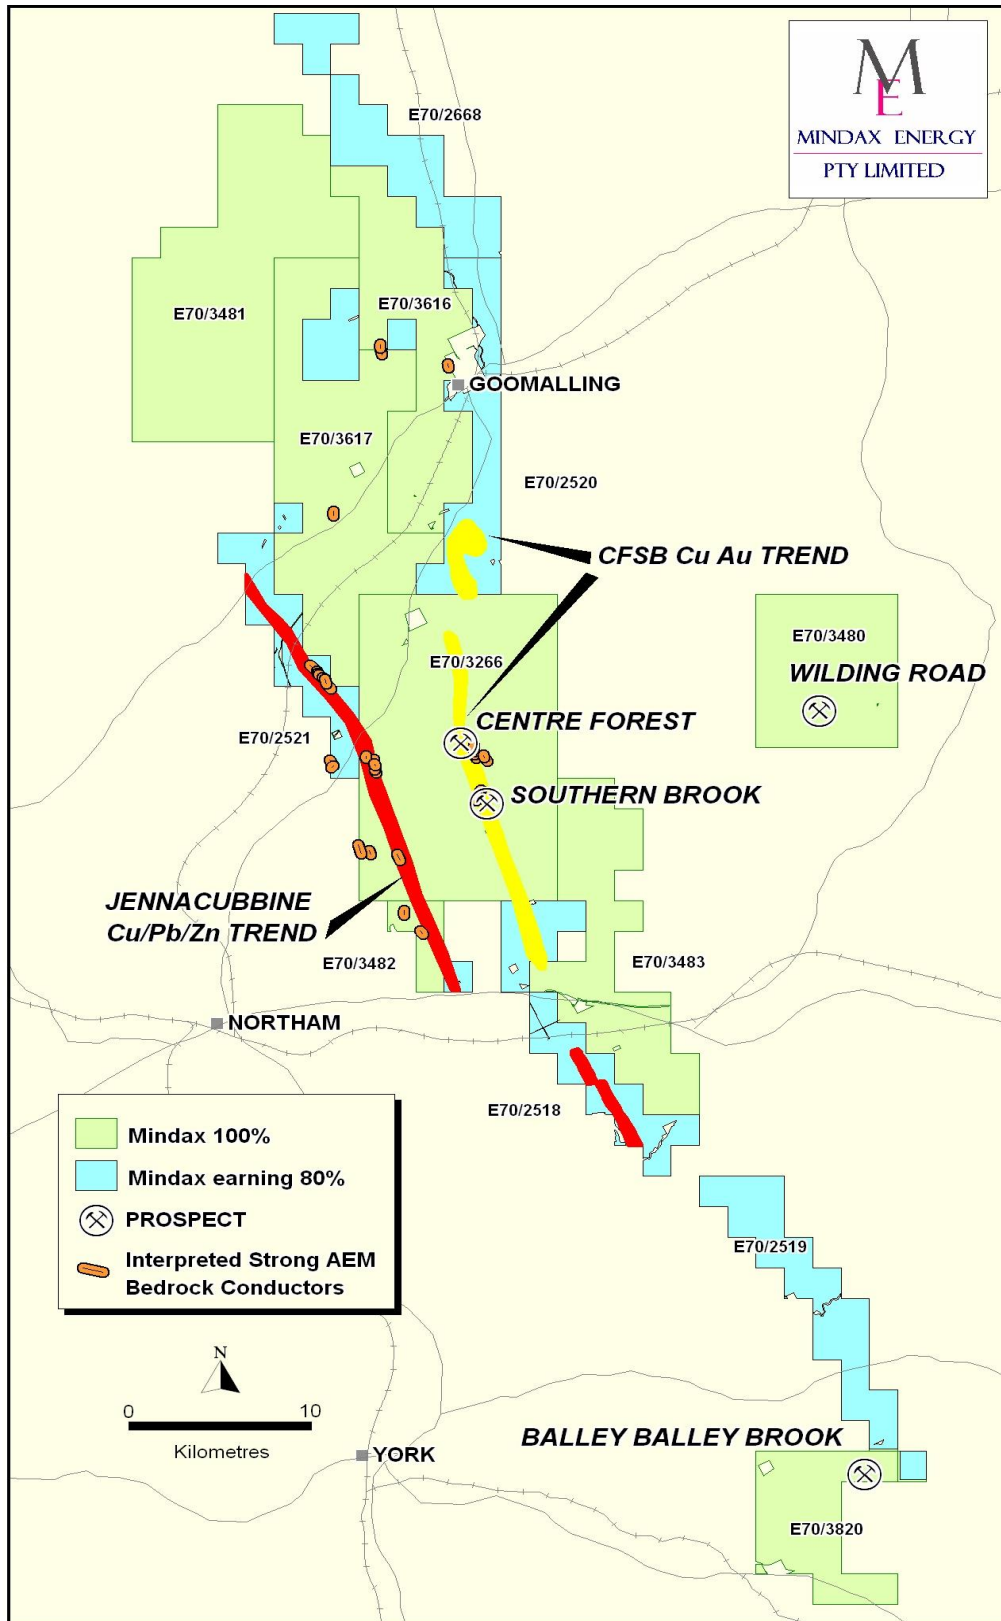 ME
MINDAX ENERGY
PTY LIMITED
E70/2668
E70/3481
E70/3616
GOOMALLING
E70/3617
E70/2520
CFSB Cu Au TREND
E70/3480
WILDING ROAD
E70/3266
CENTRE FOREST
E70/2521
SOUTHERN BROOK
JENNACUBBINE
Cu/Pb/Zn TREND
E70/3482
E70/3483
NORTHAM
E70/2518
Mindax 100%
Mindax earning 80%
PROSPECT
Interpreted Strong AEM
Bedrock Conductors
E70/2519
N
0 10
Kilometres
BALLEY BALLEY BROOK
YORK
E70/3820